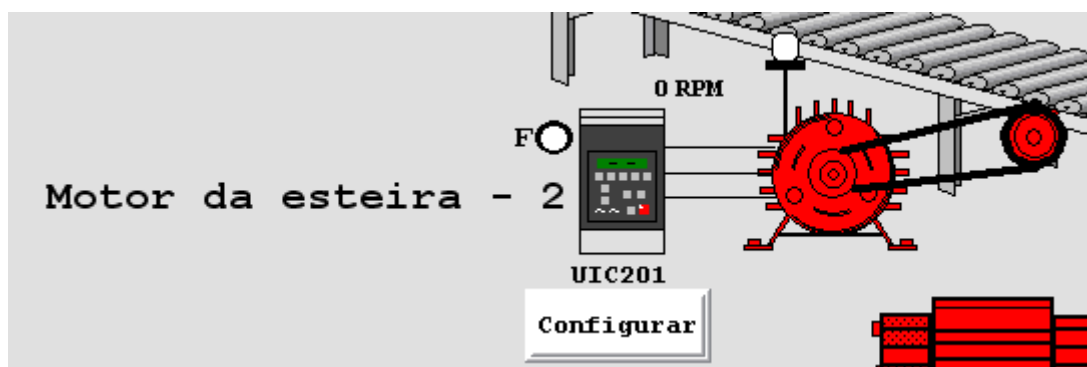 0 RPM
F
Motor da esteira - 2
UIC201
Configurar